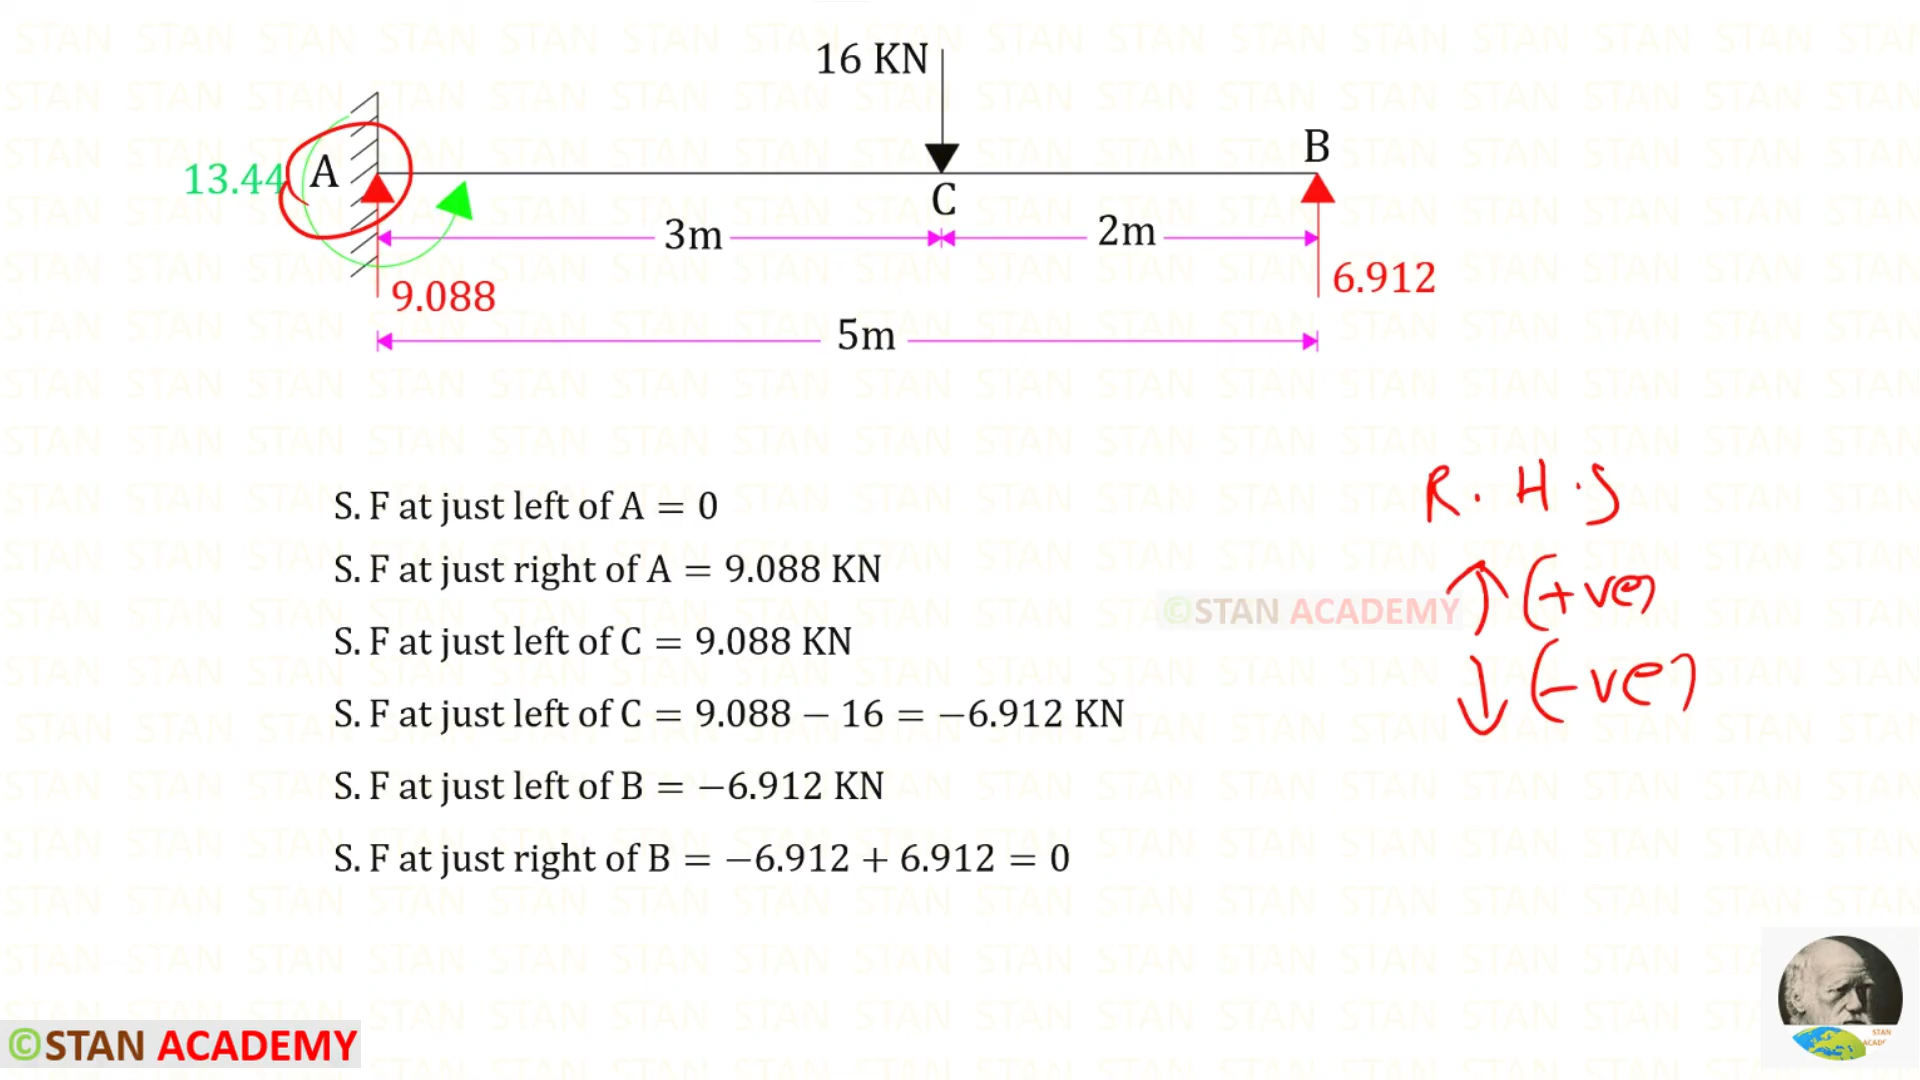 16 KN
A
B
13.44
C
3m
2m
9.088
6.912
5m
S. F at just left of A = 0
S. F at just right of A = 9.088 KN
S. F at just left of C = 9.088 KN
S. F at just left of C = 9.088 − 16 = −6.912 KN
S. F at just left of B = −6.912 KN
S. F at just right of B = −6.912 + 6.912 = 0
R.H.S
↑ (+ve)
↓ (-ve)
©STAN ACADEMY
©STAN ACADEMY
STAN